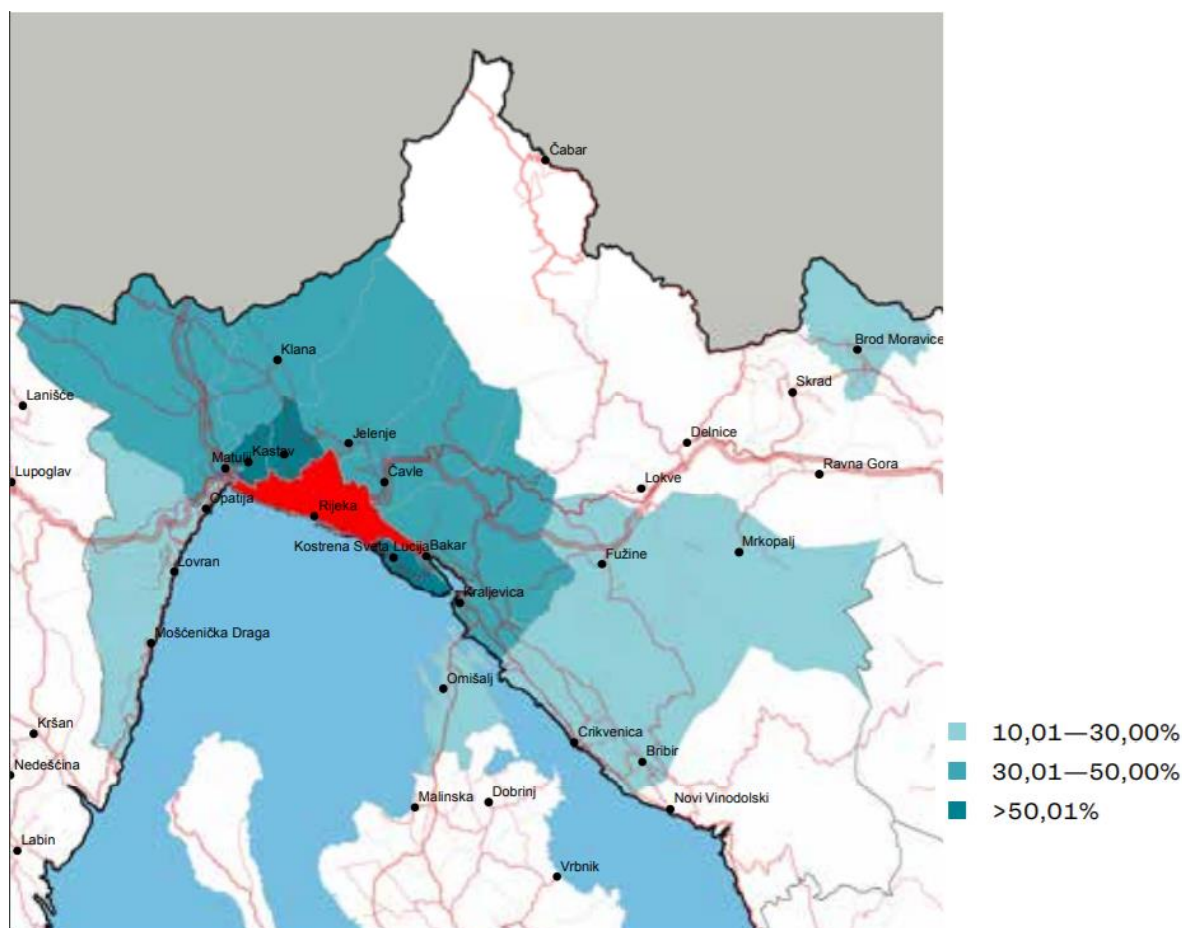 Čabar
Brod Moravice
Klana
Skrad
Lanišće
Jelenje
Delnice
Kastav
Matulji
Lupoglav
Čavle
Lokve
Ravna Gora
Opatija
Rijeka
Kostrena Sveta Lucija
Bakar
Mrkopalj
Fužine
Lovran
Kraljevica
Mošćenička Draga
Omišalj
Kršan
Crikvenica
Bribir
Nedešćina
Malinska
Dobrinj
Novi Vinodolski
Labin
Vrbnik
10,01—30,00%
30,01—50,00%
>50,01%